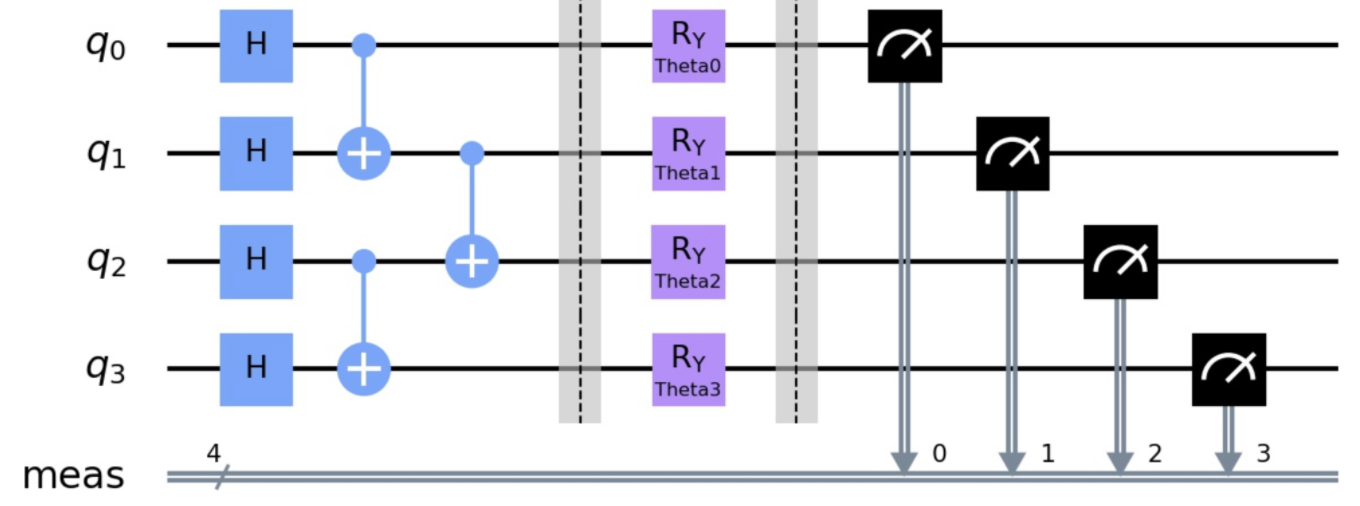 q0 H RY Theta0
q1 H RY Theta1
q2 H RY Theta2
q3 H RY Theta3
meas 4 0 1 2 3